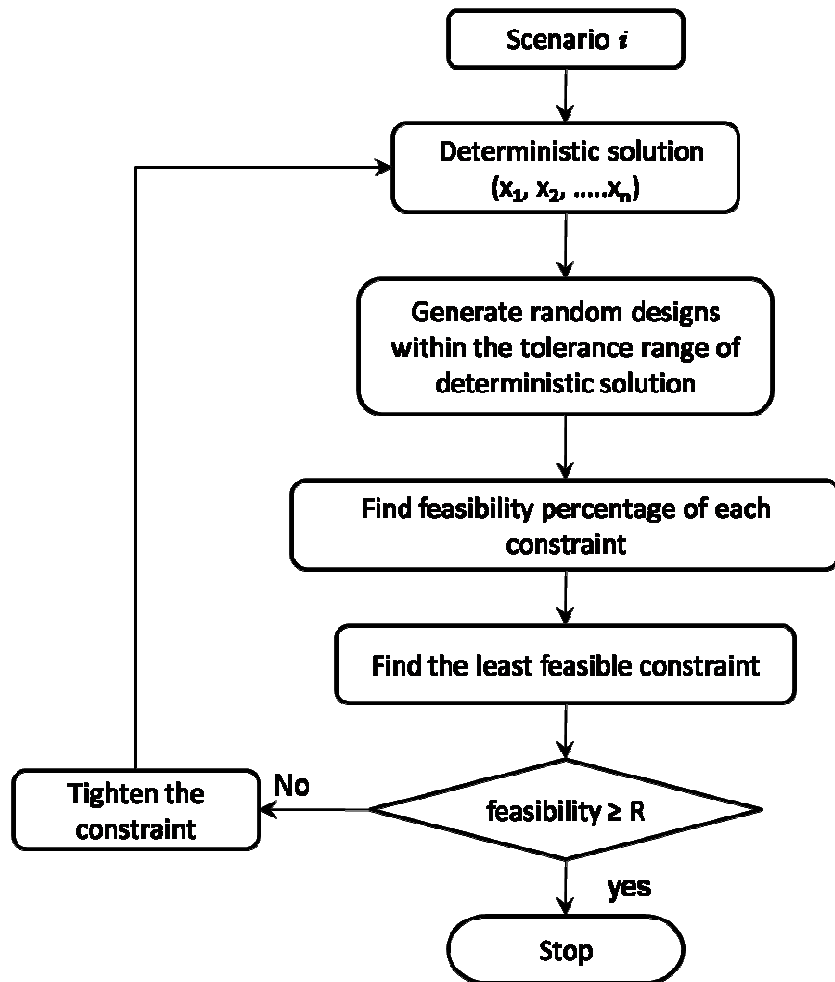 Scenario i
Deterministic solution
(x₁, x₂, .....xₙ)
Generate random designs
within the tolerance range of
deterministic solution
Find feasibility percentage of each
constraint
Find the least feasible constraint
feasibility ≥ R
No
Tighten the
constraint
yes
Stop